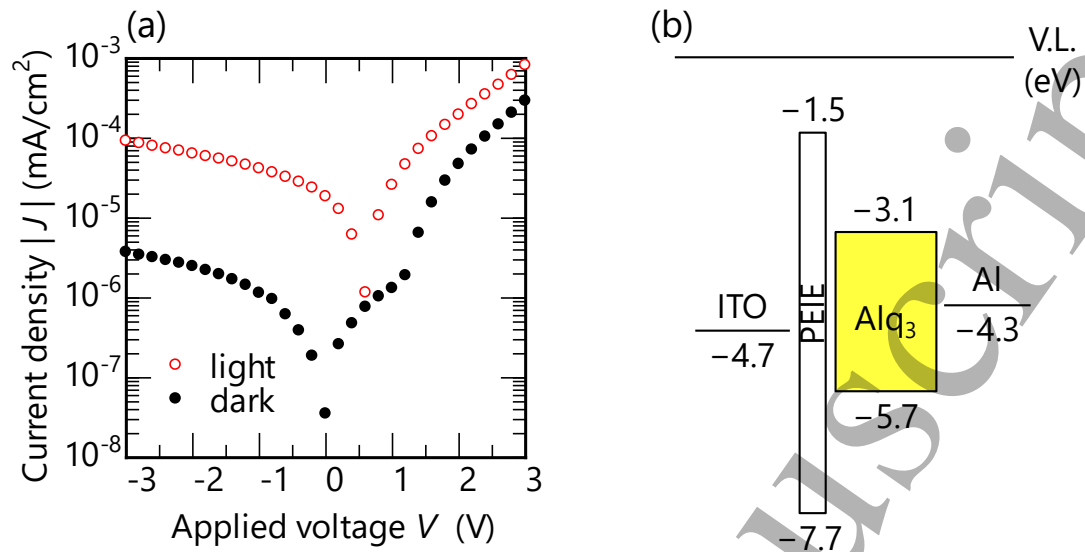 (a)
Current density | J | (mA/cm²)
10⁻³
10⁻⁴
10⁻⁵
10⁻⁶
10⁻⁷
10⁻⁸
light
dark
-3 -2 -1 0 1 2 3
Applied voltage V (V)
(b)
V.L.
(eV)
−1.5
−3.1
ITO
−4.7
PEIE
Alq₃
Al
−4.3
−5.7
−7.7
uscrip